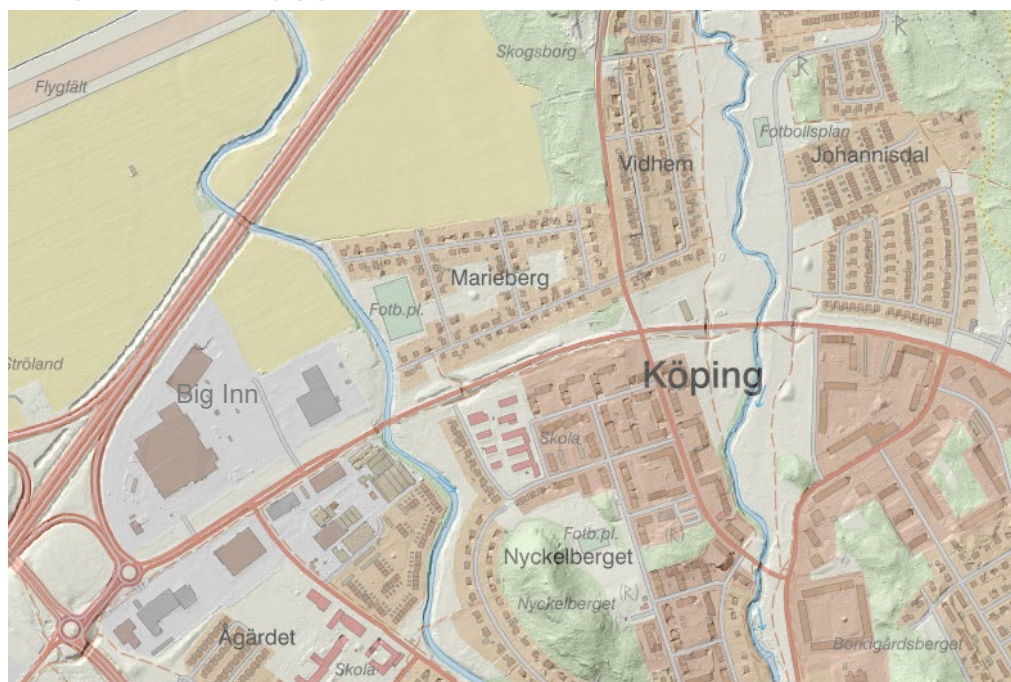 Skogsborg
Flygfält
Fotbollsplan
Vidhem
Johannisdal
Marieberg
Fotb.pl.
Ströland
Big Inn
Köping
Skola
Fotb.pl.
(R)
Nyckelberget
Nyckelberget
(R)
Ågärdet
Skola
Bondgårdsberget